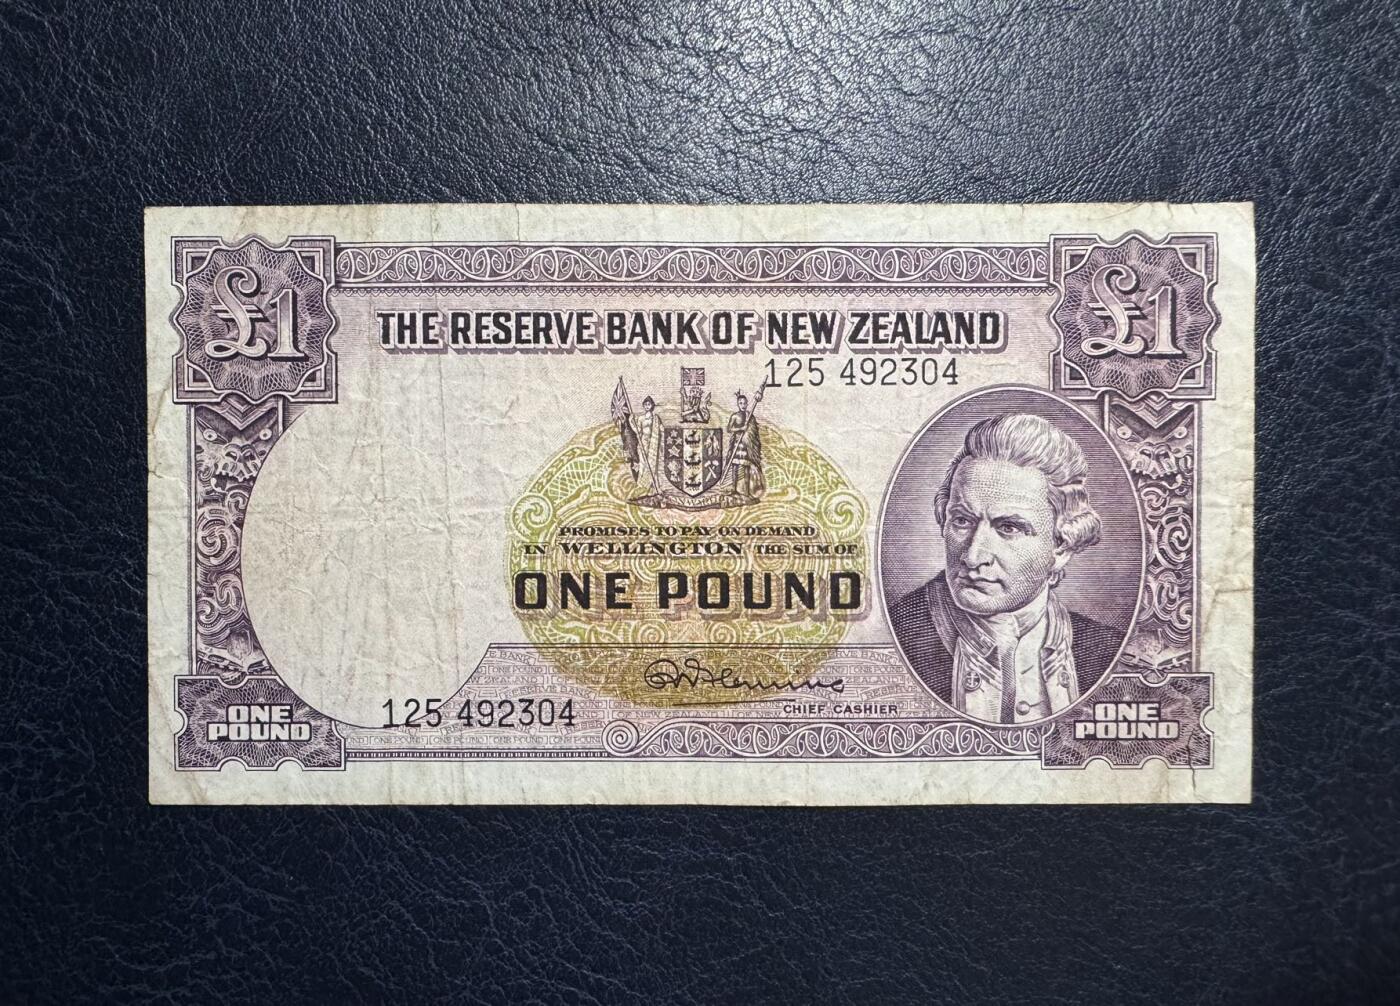 £1
£1
THE RESERVE BANK OF NEW ZEALAND
125 492304
PROMISES TO PAY ON DEMAND
IN WELLINGTON THE SUM OF
ONE POUND
125 492304
CHIEF CASHIER
ONE
POUND
ONE
POUND